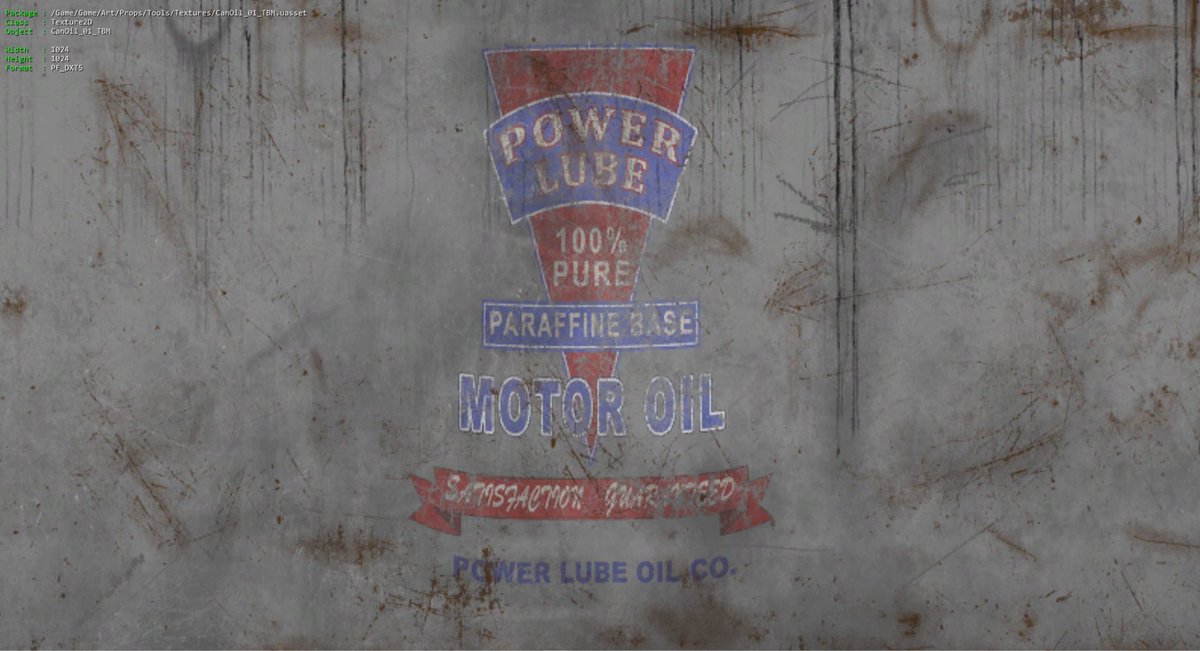 Package : /Game/Game/Art/Props/Tools/Textures/CanOil_01_TBM.uasset
Class : Texture2D
Object : CanOil_01_TBM
Width : 1024
Height : 1024
Format : PF_DXT5
POWER
LUBE
100%
PURE
PARAFFINE BASE
MOTOR OIL
SATISFACTION GUARANTEED
POWER LUBE OIL CO.